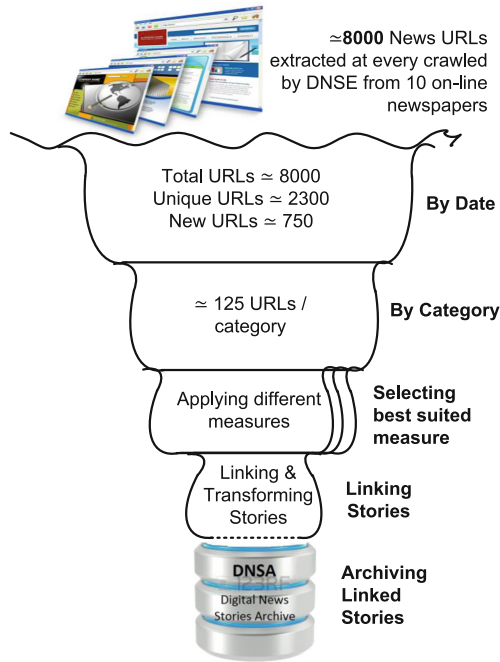 ≃8000 News URLs
extracted at every crawled
by DNSE from 10 on-line
newspapers
Total URLs ≃ 8000
Unique URLs ≃ 2300
New URLs ≃ 750
By Date
≃ 125 URLs /
category
By Category
Applying different
measures
Selecting
best suited
measure
Linking &
Transforming
Stories
Linking
Stories
DNSA
123RF
Digital News
Stories Archive
Archiving
Linked
Stories